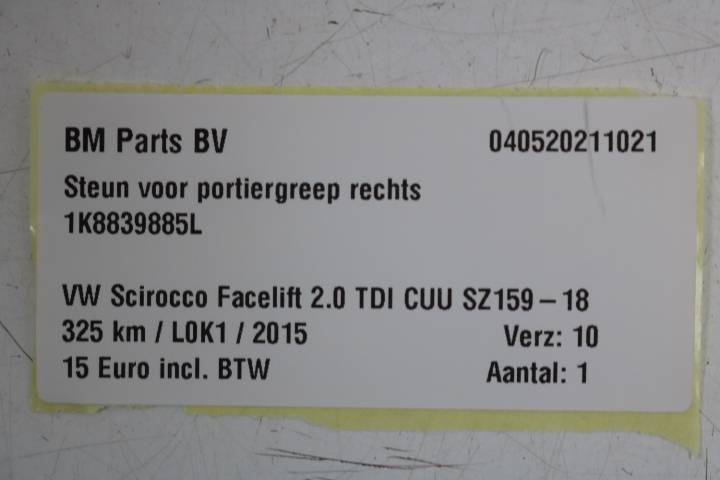 BM Parts BV 040520211021
Steun voor portiergreep rechts
1K8839885L
VW Scirocco Facelift 2.0 TDI CUU SZ159-18
325 km / L0K1 / 2015 Verz: 10
15 Euro incl. BTW Aantal: 1